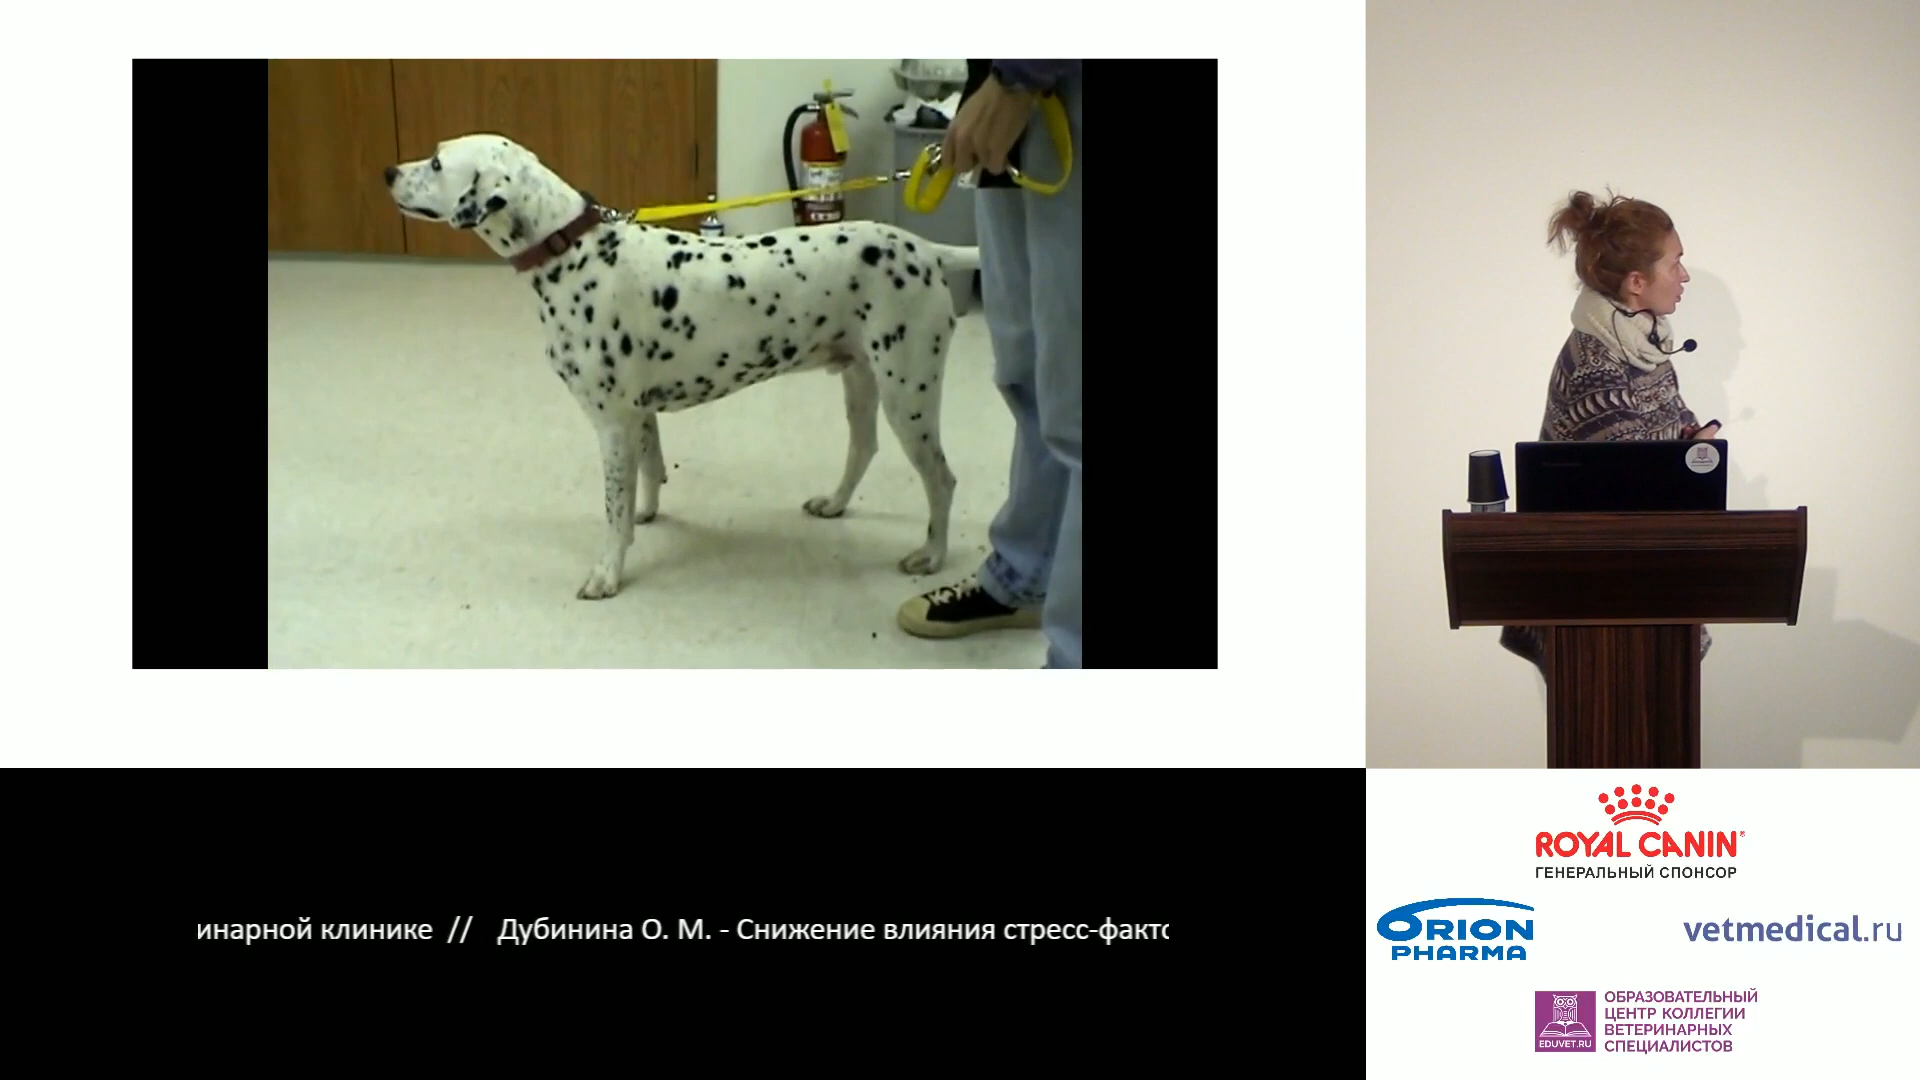 инарной клинике // Дубинина О. М. - Снижение влияния стресс-факто
ROYAL CANIN
ГЕНЕРАЛЬНЫЙ СПОНСОР
ORION
PHARMA
vetmedical.ru
EDUVET.RU
ОБРАЗОВАТЕЛЬНЫЙ
ЦЕНТР КОЛЛЕГИИ
ВЕТЕРИНАРНЫХ
СПЕЦИАЛИСТОВ